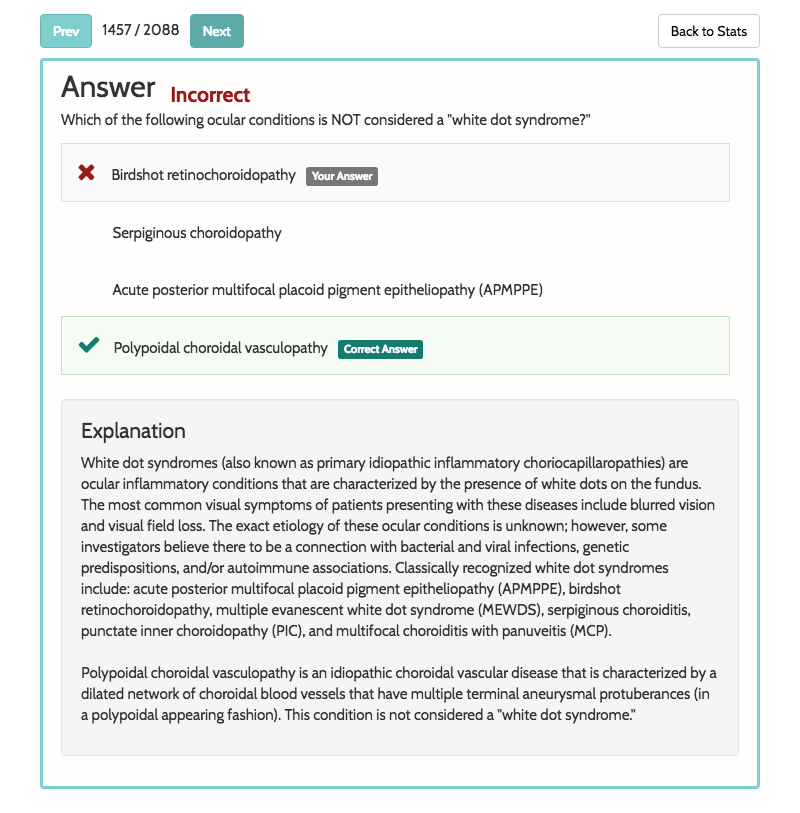 Prev 1457 / 2088 Next Back to Stats
Answer Incorrect
Which of the following ocular conditions is NOT considered a "white dot syndrome?"
Birdshot retinochoroidopathy Your Answer
Serpiginous choroidopathy
Acute posterior multifocal placoid pigment epitheliopathy (APMPPE)
Polypoidal choroidal vasculopathy Correct Answer
Explanation
White dot syndromes (also known as primary idiopathic inflammatory choriocapillaropathies) are
ocular inflammatory conditions that are characterized by the presence of white dots on the fundus.
The most common visual symptoms of patients presenting with these diseases include blurred vision
and visual field loss. The exact etiology of these ocular conditions is unknown; however, some
investigators believe there to be a connection with bacterial and viral infections, genetic
predispositions, and/or autoimmune associations. Classically recognized white dot syndromes
include: acute posterior multifocal placoid pigment epitheliopathy (APMPPE), birdshot
retinochoroidopathy, multiple evanescent white dot syndrome (MEWDS), serpiginous choroiditis,
punctate inner choroidopathy (PIC), and multifocal choroiditis with panuveitis (MCP).
Polypoidal choroidal vasculopathy is an idiopathic choroidal vascular disease that is characterized by a
dilated network of choroidal blood vessels that have multiple terminal aneurysmal protuberances (in
a polypoidal appearing fashion). This condition is not considered a "white dot syndrome."